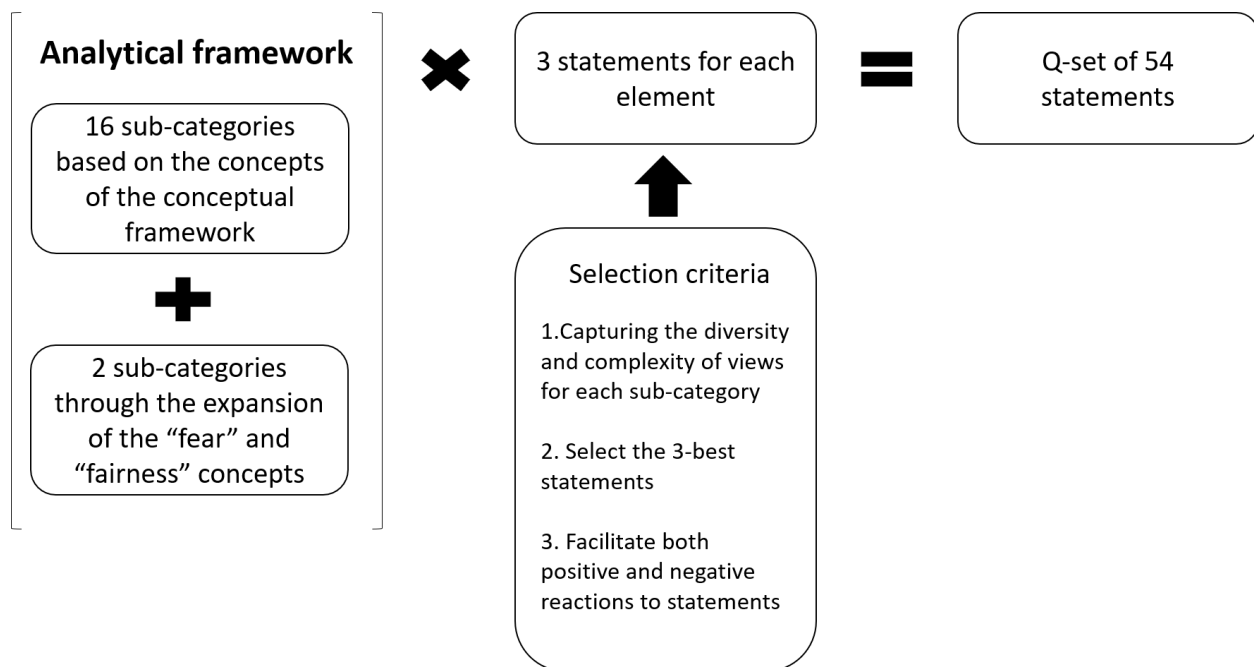 Analytical framework
16 sub-categories
based on the concepts
of the conceptual
framework
2 sub-categories
through the expansion
of the “fear” and
“fairness” concepts
3 statements for each
element
Selection criteria
1.Capturing the diversity
and complexity of views
for each sub-category
2. Select the 3-best
statements
3. Facilitate both
positive and negative
reactions to statements
Q-set of 54
statements